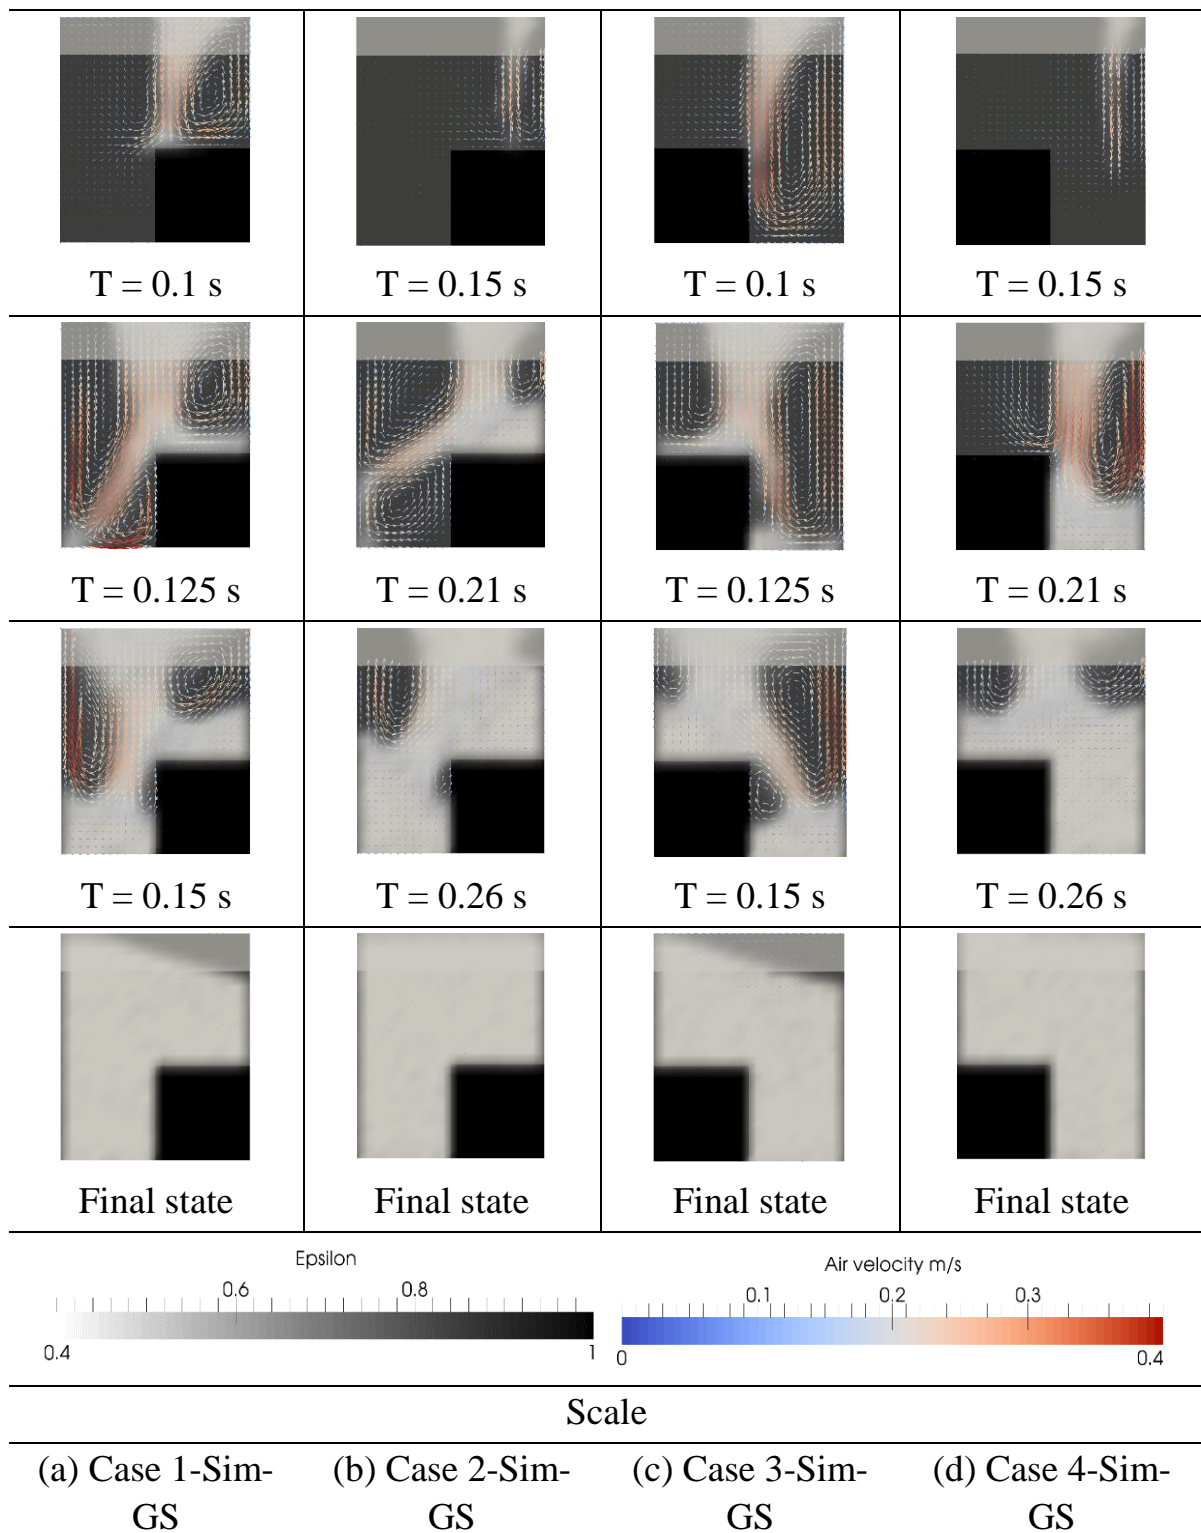 T = 0.1 s
T = 0.15 s
T = 0.1 s
T = 0.15 s
T = 0.125 s
T = 0.21 s
T = 0.125 s
T = 0.21 s
T = 0.15 s
T = 0.26 s
T = 0.15 s
T = 0.26 s
Final state
Final state
Final state
Final state
Epsilon
0.6 0.8
0.4 1
Air velocity m/s
0.1 0.2 0.3
0 0.4
Scale
(a) Case 1-Sim-
GS
(b) Case 2-Sim-
GS
(c) Case 3-Sim-
GS
(d) Case 4-Sim-
GS